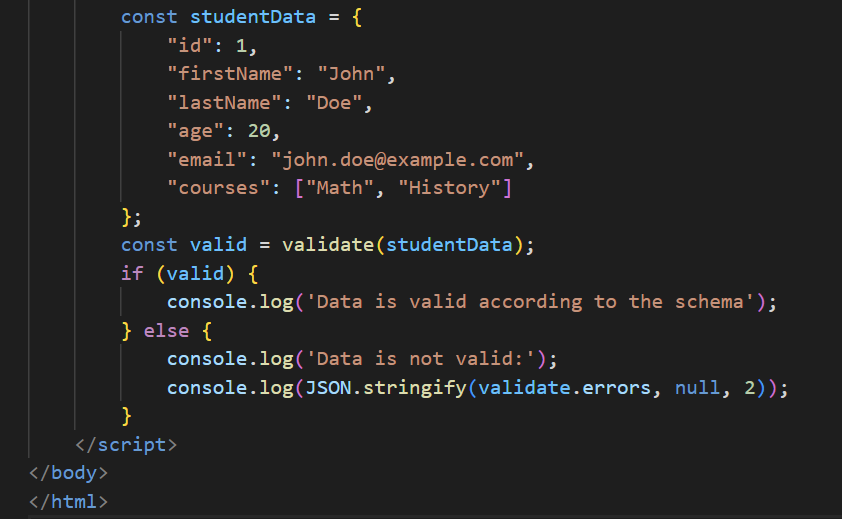 const studentData = {
"id": 1,
"firstName": "John",
"lastName": "Doe",
"age": 20,
"email": "john.doe@example.com",
"courses": ["Math", "History"]
};
const valid = validate(studentData);
if (valid) {
console.log('Data is valid according to the schema');
} else {
console.log('Data is not valid:');
console.log(JSON.stringify(validate.errors, null, 2));
}
</script>
</body>
</html>